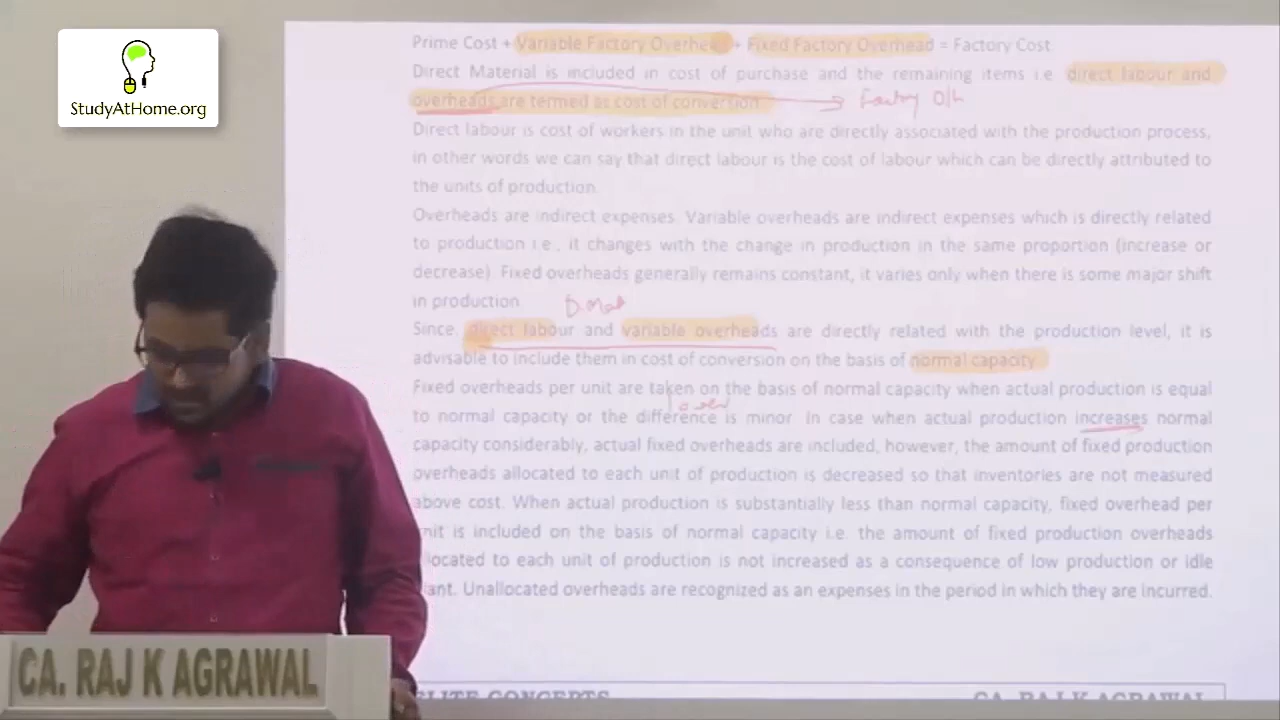 StudyAtHome.org
Prime Cost + Variable Factory Overhead + Fixed Factory Overhead = Factory Cost
Direct Material is included in cost of purchase and the remaining items i.e direct labour and
overheads are termed as cost of conversion. Factory O/H
Direct labour is cost of workers in the unit who are directly associated with the production process,
in other words we can say that direct labour is the cost of labour which can be directly attributed to
the units of production.
Overheads are indirect expenses. Variable overheads are indirect expenses which is directly related
to production i.e., it changes with the change in production in the same proportion (increase or
decrease). Fixed overheads generally remains constant, it varies only when there is some major shift
in production.
D.Mat
Since, direct labour and variable overheads are directly related with the production level, it is
advisable to include them in cost of conversion on the basis of normal capacity.
Fixed overheads per unit are taken on the basis of normal capacity when actual production is equal
to normal capacity or the difference is minor. In case when actual production increases normal
capacity considerably, actual fixed overheads are included, however, the amount of fixed production
overheads allocated to each unit of production is decreased so that inventories are not measured
above cost. When actual production is substantially less than normal capacity, fixed overhead per
unit is included on the basis of normal capacity i.e. the amount of fixed production overheads
located to each unit of production is not increased as a consequence of low production or idle
ant. Unallocated overheads are recognized as an expenses in the period in which they are incurred.
ELITE CONCEPTS CA. RAJ K AGRAWAL
CA. RAJ K AGRAWAL